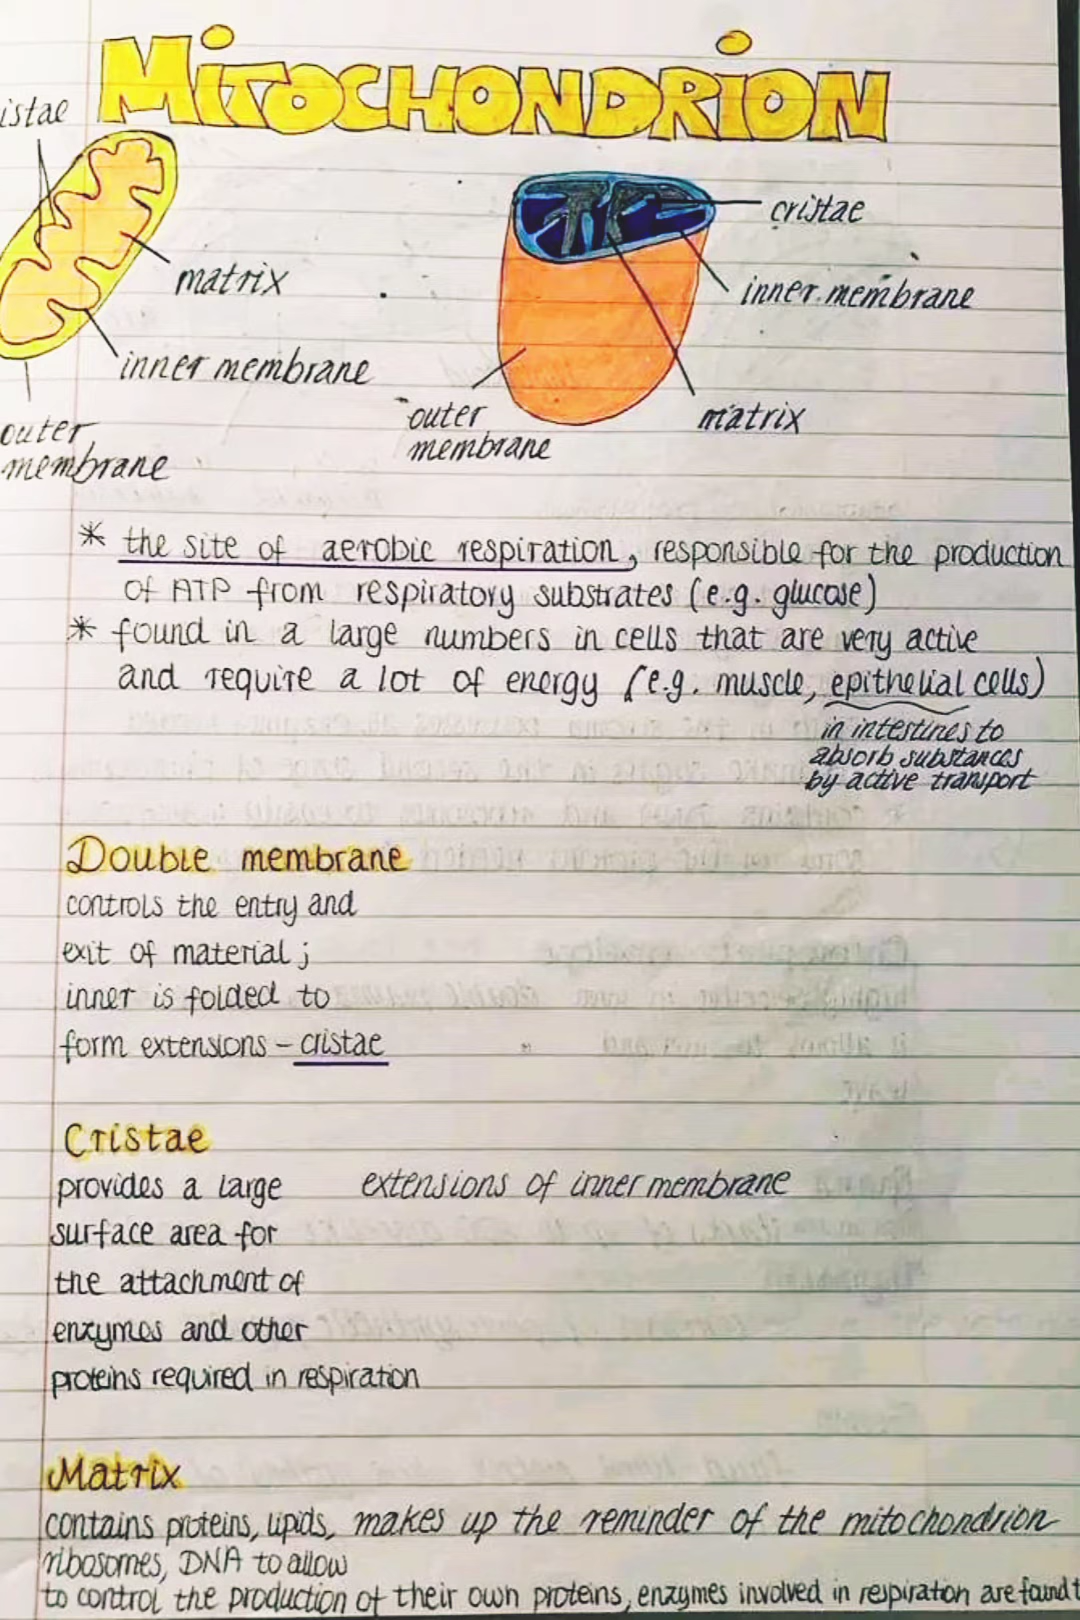 MiTOCHONDRiON
istae
cristae
matrix
inner membrane
inner membrane
outer
membrane
outer
membrane
matrix
* the site of aerobic respiration, responsible for the production
of ATP from respiratory substrates (e.g. glucose)
* found in a large numbers in cells that are very active
and require a lot of energy (e.g. muscle, epithelial cells)
in intestines to
absorb substances
by active transport
Double membrane
controls the entry and
exit of material ;
inner is folded to
form extensions - cristae
Cristae
provides a large extensions of inner membrane
surface area for
the attachment of
enzymes and other
proteins required in respiration
Matrix
contains proteins, lipids, makes up the reminder of the mitochondrion
ribosomes, DNA to allow
to control the production of their own proteins, enzymes involved in respiration are found